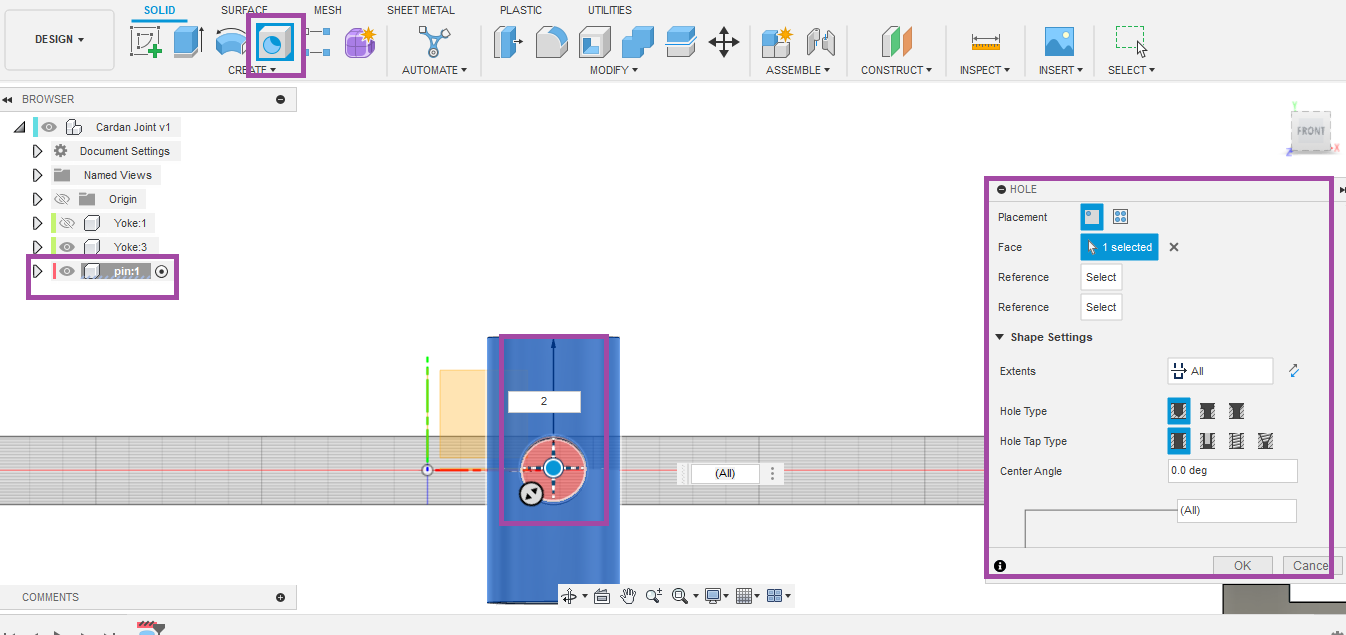 SOLID SURFACE MESH SHEET METAL PLASTIC UTILITIES
DESIGN
CREATE AUTOMATE MODIFY ASSEMBLE CONSTRUCT INSPECT INSERT SELECT
BROWSER
Cardan Joint v1
Document Settings
Named Views
Origin
Yoke:1
Yoke:3
pin:1
FRONT
Y
X
Z
2
(All)
HOLE
Placement
Face 1 selected
Reference Select
Reference Select
Shape Settings
Extents All
Hole Type
Hole Tap Type
Center Angle 0.0 deg
(All)
OK Cancel
COMMENTS